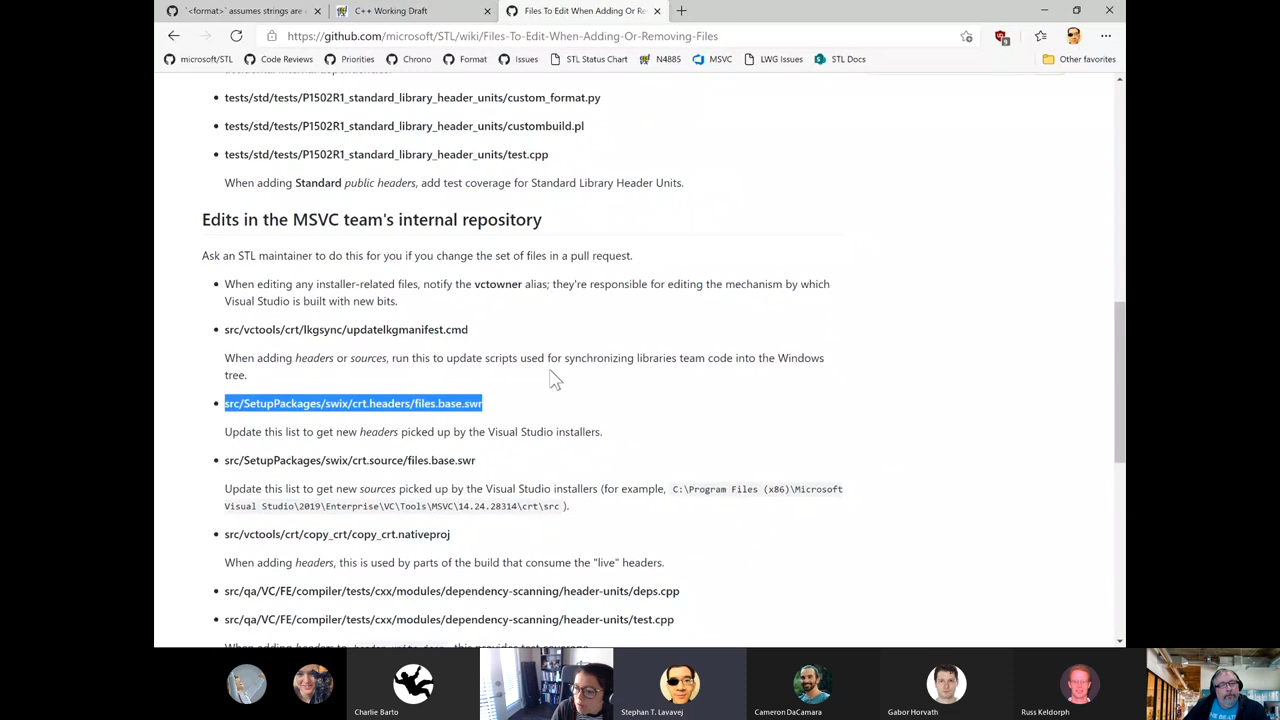 `<format>` assumes strings are
C++ Working Draft
Files To Edit When Adding Or Re
https://github.com/microsoft/STL/wiki/Files-To-Edit-When-Adding-Or-Removing-Files
9
microsoft/STL
Code Reviews
Priorities
Chrono
Format
Issues
STL Status Chart
N4885
MSVC
LWG Issues
STL Docs
Other favorites
tests/std/tests/P1502R1_standard_library_header_units/custom_format.py
tests/std/tests/P1502R1_standard_library_header_units/custombuild.pl
tests/std/tests/P1502R1_standard_library_header_units/test.cpp
When adding Standard public headers, add test coverage for Standard Library Header Units.
Edits in the MSVC team's internal repository
Ask an STL maintainer to do this for you if you change the set of files in a pull request.
When editing any installer-related files, notify the vctowner alias; they're responsible for editing the mechanism by which
Visual Studio is built with new bits.
src/vctools/crt/lkgsync/updatelkgmanifest.cmd
When adding headers or sources, run this to update scripts used for synchronizing libraries team code into the Windows
tree.
src/SetupPackages/swix/crt.headers/files.base.swr
Update this list to get new headers picked up by the Visual Studio installers.
src/SetupPackages/swix/crt.source/files.base.swr
Update this list to get new sources picked up by the Visual Studio installers (for example, C:\Program Files (x86)\Microsoft
Visual Studio\2019\Enterprise\VC\Tools\MSVC\14.24.28314\crt\src ).
src/vctools/crt/copy_crt/copy_crt.nativeproj
When adding headers, this is used by parts of the build that consume the "live" headers.
src/qa/VC/FE/compiler/tests/cxx/modules/dependency-scanning/header-units/deps.cpp
src/qa/VC/FE/compiler/tests/cxx/modules/dependency-scanning/header-units/test.cpp
Charlie Barto
Stephan T. Lavavej
Cameron DaCamara
Gabor Horvath
Russ Keldorph